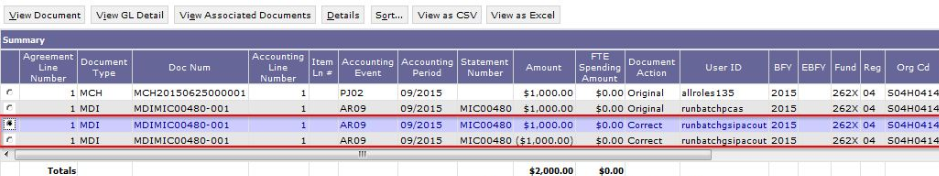 View Document View GL Detail View Associated Documents Details Sort... View as CSV View as Excel
Summary
Agreement Line Number Document Type Doc Num Accounting Line Number Item Ln # Accounting Event Accounting Period Statement Number Amount FTE Spending Amount Document Action User ID BFY EBFY Fund Reg Org Cd
1 MCH MCH20150625000001 1 PJ02 09/2015 $1,000.00 $0.00 Original allroles135 2015 262X 04 S04H0414
1 MDI MDIMIC00480-001 1 AR09 09/2015 MIC00480 $1,000.00 $0.00 Original runbatchpcas 2015 262X 04 S04H0414
1 MDI MDIMIC00480-001 1 AR09 09/2015 MIC00480 $1,000.00 $0.00 Correct runbatchgsipacout 2015 262X 04 S04H0414
1 MDI MDIMIC00480-001 1 AR09 09/2015 MIC00480 ($1,000.00) $0.00 Correct runbatchgsipacout 2015 262X 04 S04H0414
Totals $2,000.00 $0.00